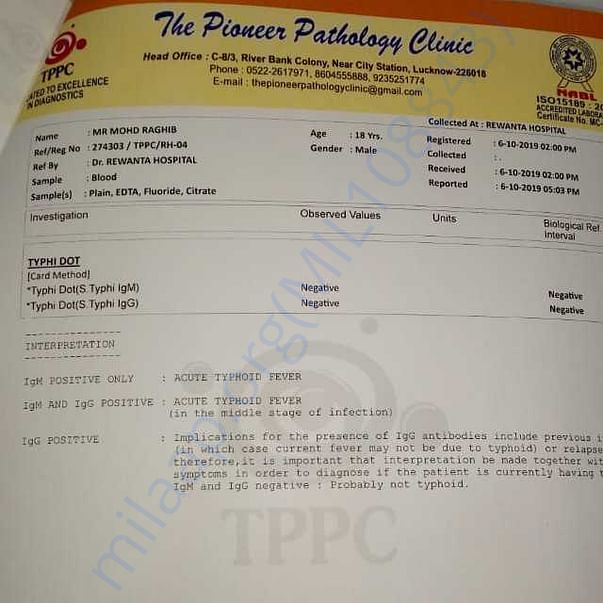 The Pioneer Pathology Clinic
Head Office : C-8/3, River Bank Colony, Near City Station, Lucknow-226018
Phone : 0522-2617971, 8604555888, 9235251774
E-mail : thepioneerpathologyclinic@gmail.com
TPPC
TO EXCELLENCE
IN DIAGNOSTICS
NABL
ISO15189 : 20
ACCREDITED
Certificate No. MC-
Collected At : REWANTA HOSPITAL
Name : MR MOHD RAGHIB Age : 18 Yrs. Registered : 6-10-2019 02:00 PM
Ref/Reg No : 274303 / TPPC/RH-04 Gender : Male Collected : .
Ref By : Dr. REWANTA HOSPITAL Received : 6-10-2019 02:00 PM
Sample : Blood Reported : 6-10-2019 05:03 PM
Sample(s) : Plain, EDTA, Fluoride, Citrate
Investigation Observed Values Units Biological Ref.
Interval
TYPHI DOT
[Card Method]
*Typhi Dot(S.Typhi IgM) Negative Negative
*Typhi Dot(S.Typhi IgG) Negative Negative
INTERPRETATION
IgM POSITIVE ONLY : ACUTE TYPHOID FEVER
IgM AND IgG POSITIVE : ACUTE TYPHOID FEVER
(in the middle stage of infection)
IgG POSITIVE : Implications for the presence of IgG antibodies include previous i
(in which case current fever may not be due to typhoid) or relapse
therefore,it is important that interpretation be made together wit
symptoms in order to diagnose if the patient is currently having t
IgM and IgG negative : Probably not typhoid.
TPPC
milaap.org(MIL108843)